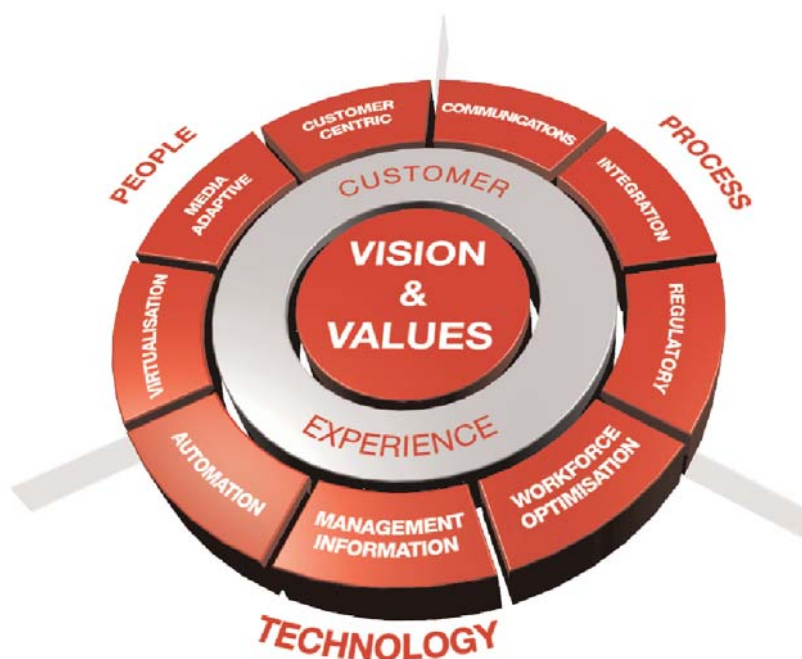 PEOPLE
PROCESS
TECHNOLOGY
CUSTOMER
CENTRIC
COMMUNICATIONS
INTEGRATION
REGULATORY
WORKFORCE
OPTIMISATION
MANAGEMENT
INFORMATION
AUTOMATION
VIRTUALISATION
MEDIA
ADAPTIVE
CUSTOMER
EXPERIENCE
VISION
&
VALUES